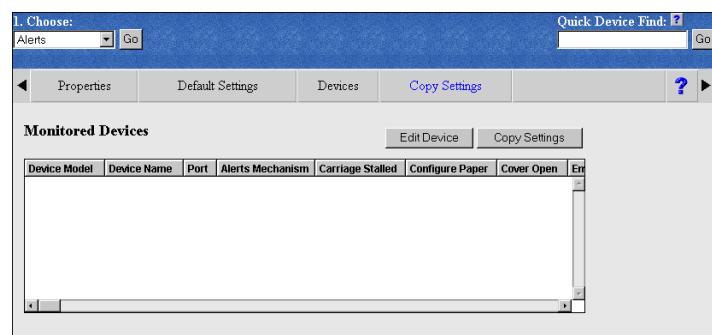 1. Choose:
Quick Device Find: ?
Alerts Go
Go
Properties Default Settings Devices Copy Settings ?
Monitored Devices
Edit Device Copy Settings
Device Model Device Name Port Alerts Mechanism Carriage Stalled Configure Paper Cover Open Em